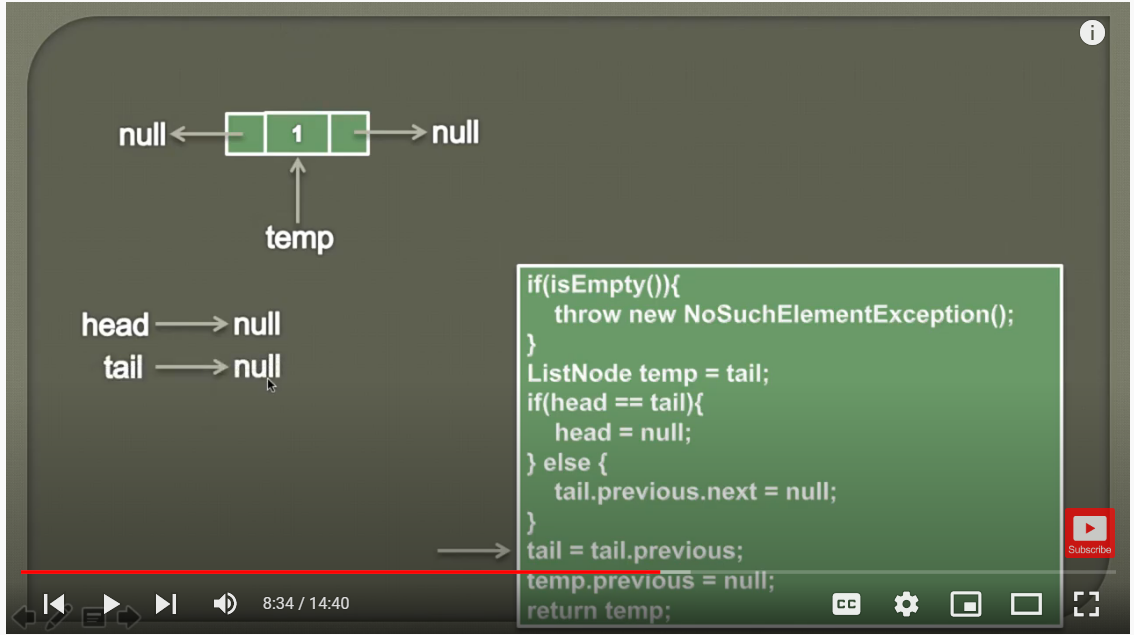 null 1 null
temp
head null
tail null
if(isEmpty()){
throw new NoSuchElementException();
}
ListNode temp = tail;
if(head == tail){
head = null;
} else {
tail.previous.next = null;
}
tail = tail.previous;
temp.previous = null;
return temp;
Subscribe
8:34 / 14:40
CC
i